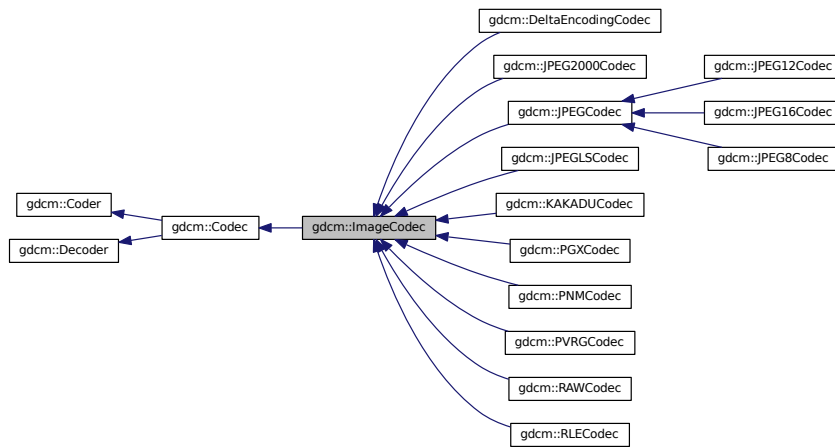 gdcm::DeltaEncodingCodec
gdcm::JPEG2000Codec
gdcm::JPEG12Codec
gdcm::JPEGCodec
gdcm::JPEG16Codec
gdcm::JPEG8Codec
gdcm::JPEGLSCodec
gdcm::Coder
gdcm::KAKADUCodec
gdcm::Codec
gdcm::ImageCodec
gdcm::Decoder
gdcm::PGXCodec
gdcm::PNMCodec
gdcm::PVRGCodec
gdcm::RAWCodec
gdcm::RLECodec